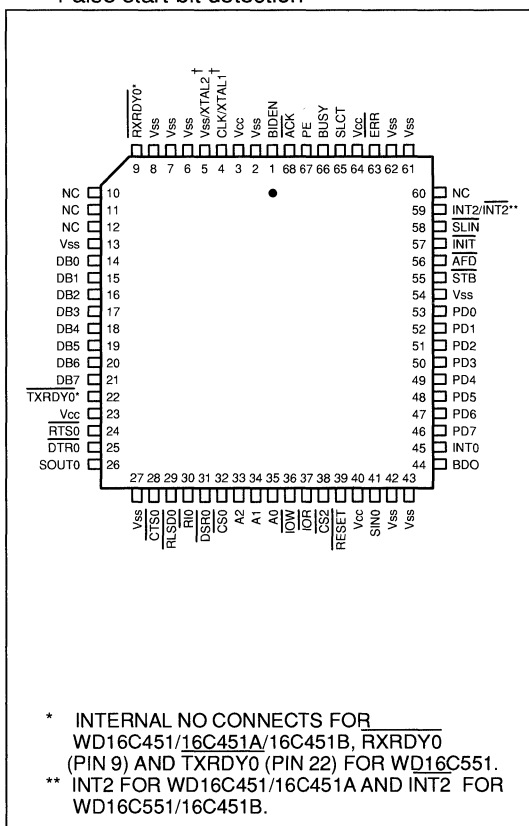 False start bit detection
RXRDY0*
Vss
Vss
Vss
Vss/XTAL2†
CLK/XTAL1†
Vcc
Vss
BIDEN
ACK
PE
BUSY
SLCT
Vcc
ERR
Vss
Vss
9 8 7 6 5 4 3 2 1 68 67 66 65 64 63 62 61
NC 10
NC 11
NC 12
Vss 13
DB0 14
DB1 15
DB2 16
DB3 17
DB4 18
DB5 19
DB6 20
DB7 21
TXRDY0* 22
Vcc 23
RTS0 24
DTR0 25
SOUT0 26
60 NC
59 INT2/INT2**
58 SLIN
57 INIT
56 AFD
55 STB
54 Vss
53 PD0
52 PD1
51 PD2
50 PD3
49 PD4
48 PD5
47 PD6
46 PD7
45 INT0
44 BDO
27 28 29 30 31 32 33 34 35 36 37 38 39 40 41 42 43
Vss
CTS0
RLSD0
RI0
DSR0
CS0
A2
A1
A0
IOW
IOR
CS2
RESET
Vcc
SIN0
Vss
Vss
* INTERNAL NO CONNECTS FOR
WD16C451/16C451A/16C451B, RXRDY0
(PIN 9) AND TXRDY0 (PIN 22) FOR WD16C551.
** INT2 FOR WD16C451/16C451A AND INT2 FOR
WD16C551/16C451B.